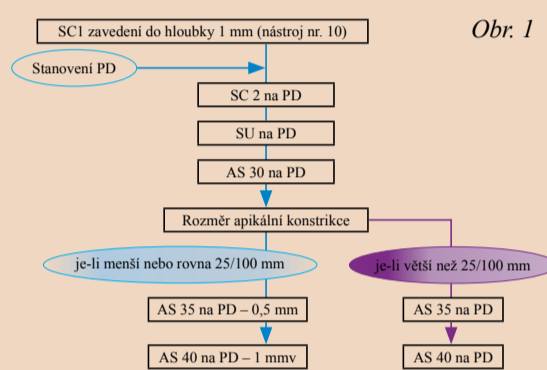 Obr. 1
SC1 zavedení do hloubky 1 mm (nástroj nr. 10)
Stanovení PD
SC 2 na PD
SU na PD
AS 30 na PD
Rozměr apikální konstrikce
je-li menší nebo rovna 25/100 mm
je-li větší než 25/100 mm
AS 35 na PD – 0,5 mm
AS 35 na PD
AS 40 na PD – 1 mmv
AS 40 na PD